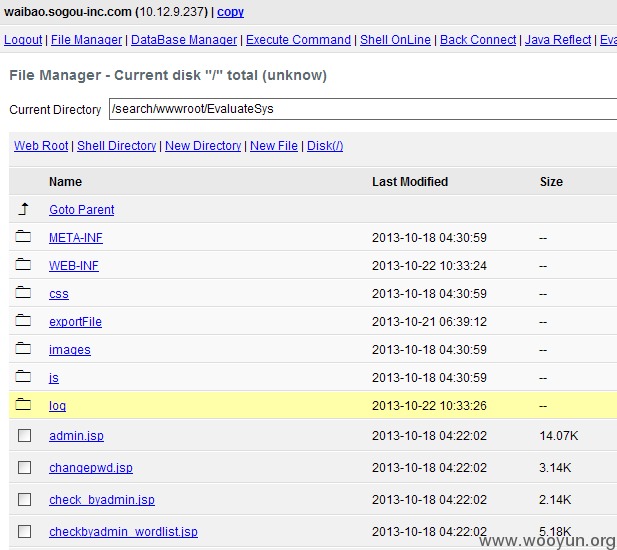 waibao.sogou-inc.com (10.12.9.237) | copy
Logout | File Manager | DataBase Manager | Execute Command | Shell OnLine | Back Connect | Java Reflect | Eva
File Manager - Current disk "/" total (unknow)
Current Directory /search/wwwroot/EvaluateSys
Web Root | Shell Directory | New Directory | New File | Disk(/)
Name Last Modified Size
Goto Parent
META-INF 2013-10-18 04:30:59 --
WEB-INF 2013-10-22 10:33:24 --
css 2013-10-18 04:30:59 --
exportFile 2013-10-21 06:39:12 --
images 2013-10-18 04:30:59 --
js 2013-10-18 04:30:59 --
log 2013-10-22 10:33:26 --
admin.jsp 2013-10-18 04:22:02 14.07K
changepwd.jsp 2013-10-18 04:22:02 3.14K
check_byadmin.jsp 2013-10-18 04:22:02 2.14K
checkbyadmin_wordlist.jsp 2013-10-18 04:22:02 5.18K
www.wooyun.org